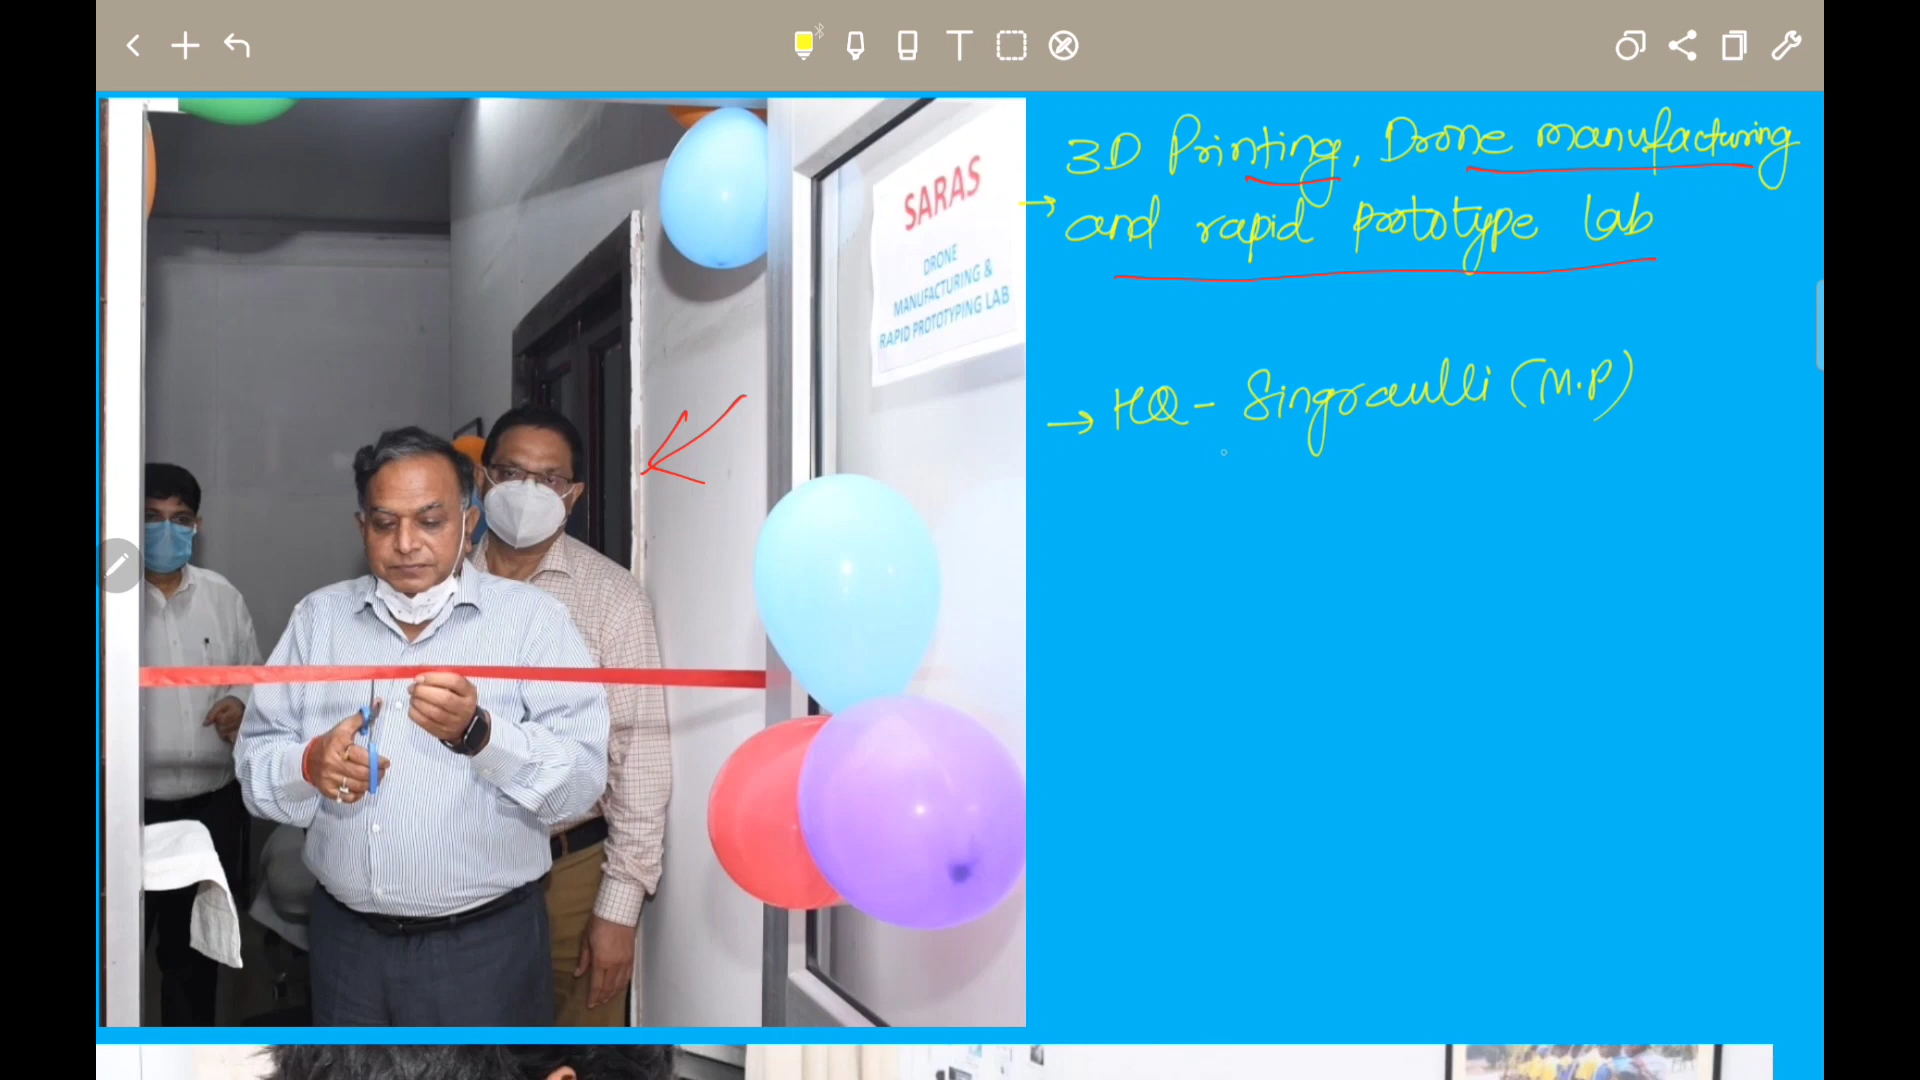 SARAS
DRONE
MANUFACTURING &
RAPID PROTOTYPING LAB
3D Printing, Drone manufacturing
→ and rapid prototype lab
→ HQ - Singraulli (M.P)